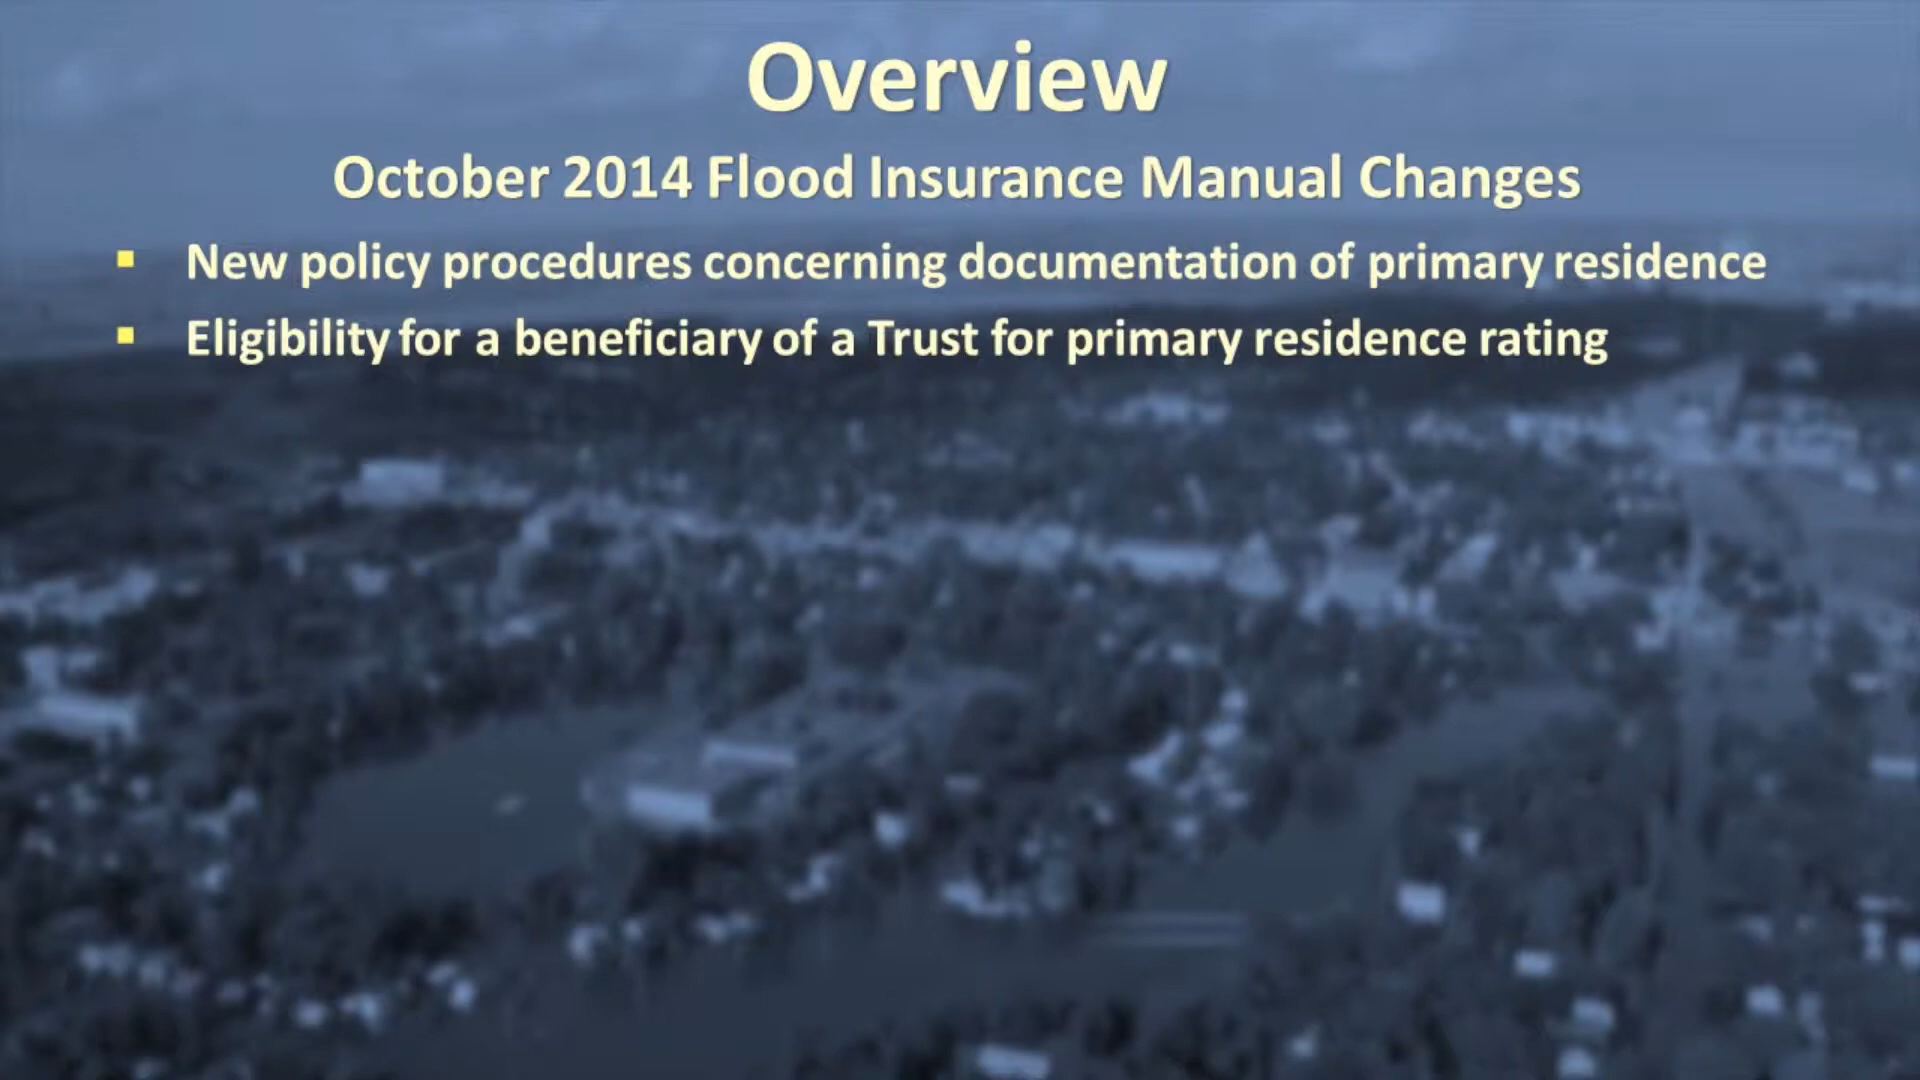 Overview
October 2014 Flood Insurance Manual Changes
New policy procedures concerning documentation of primary residence
Eligibility for a beneficiary of a Trust for primary residence rating